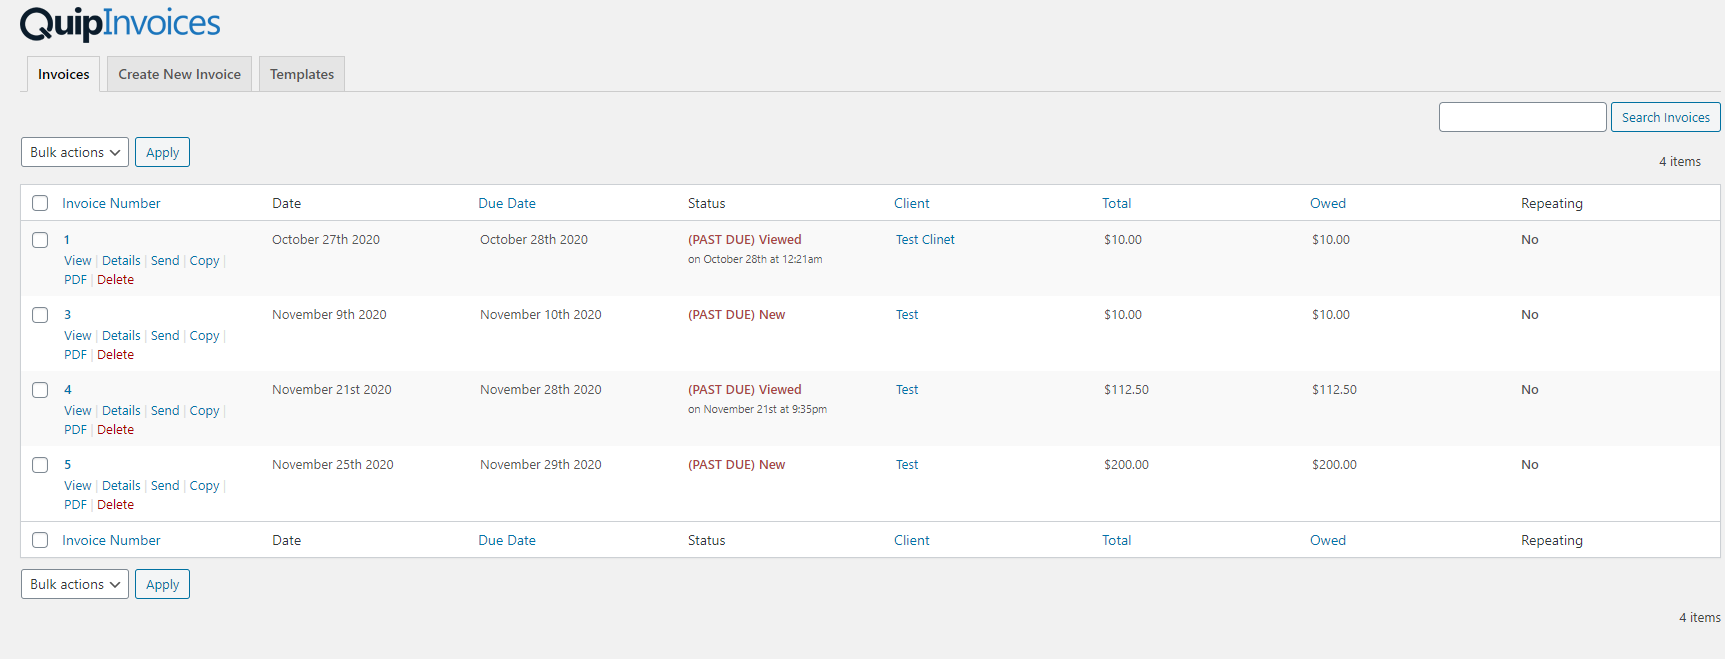 QuipInvoices
Invoices Create New Invoice Templates
Search Invoices
Bulk actions Apply
4 items
Invoice Number Date Due Date Status Client Total Owed Repeating
1 October 27th 2020 October 28th 2020 (PAST DUE) Viewed Test Clinet $10.00 $10.00 No
View | Details | Send | Copy | on October 28th at 12:21am
PDF | Delete
3 November 9th 2020 November 10th 2020 (PAST DUE) New Test $10.00 $10.00 No
View | Details | Send | Copy |
PDF | Delete
4 November 21st 2020 November 28th 2020 (PAST DUE) Viewed Test $112.50 $112.50 No
View | Details | Send | Copy | on November 21st at 9:35pm
PDF | Delete
5 November 25th 2020 November 29th 2020 (PAST DUE) New Test $200.00 $200.00 No
View | Details | Send | Copy |
PDF | Delete
Invoice Number Date Due Date Status Client Total Owed Repeating
Bulk actions Apply
4 items